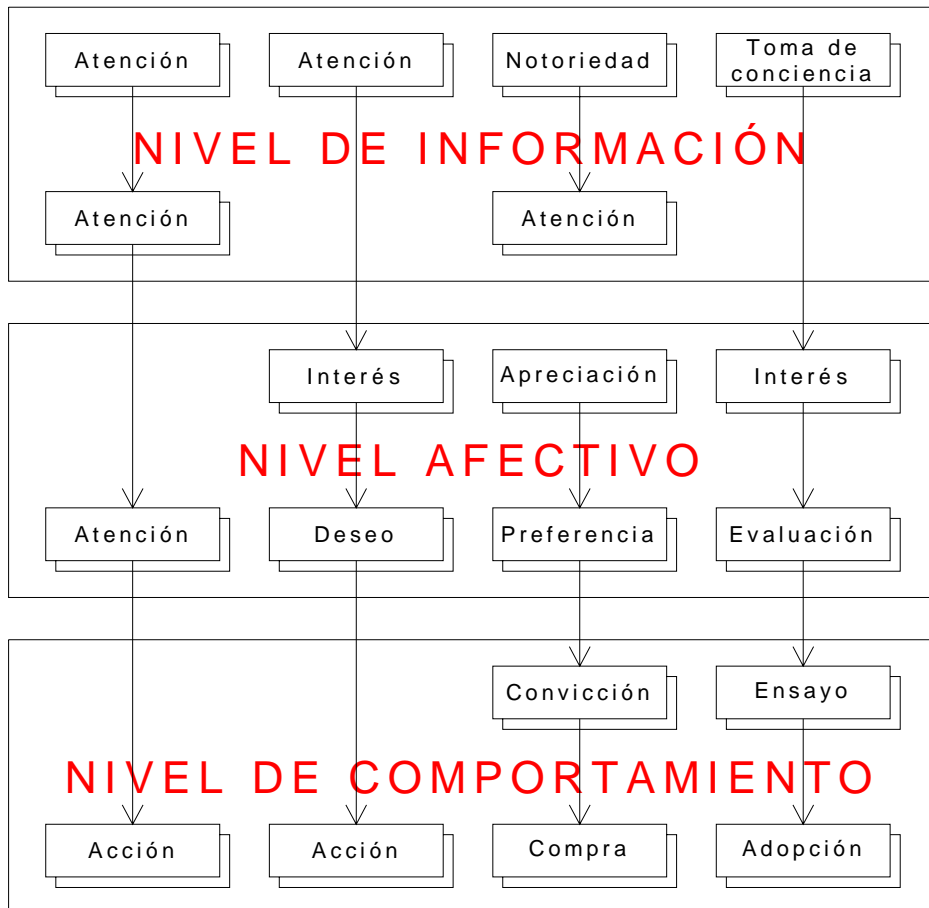 Atención
Atención
Notoriedad
Toma de
conciencia
NIVEL DE INFORMACIÓN
Atención
Atención
Interés
Apreciación
Interés
NIVEL AFECTIVO
Atención
Deseo
Preferencia
Evaluación
Convicción
Ensayo
NIVEL DE COMPORTAMIENTO
Acción
Acción
Compra
Adopción